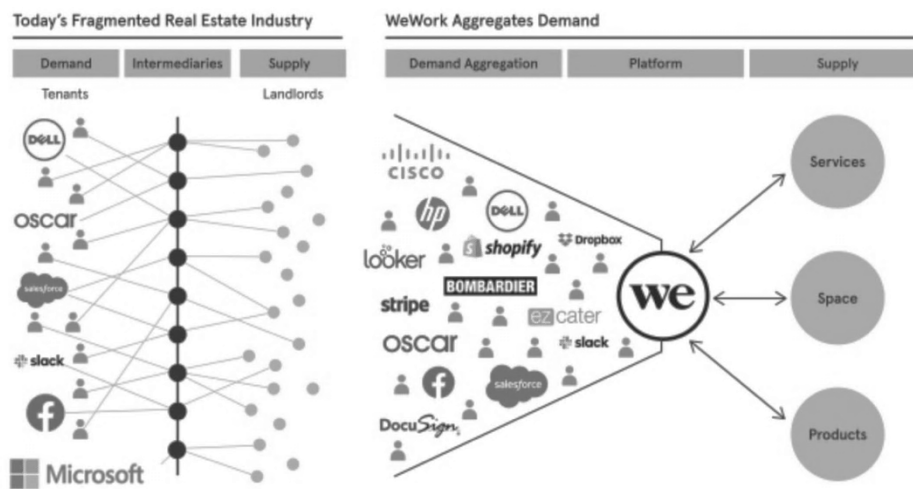 Today's Fragmented Real Estate Industry
Demand
Intermediaries
Supply
Tenants
Landlords
DELL
oscar
salesforce
slack
f
Microsoft
WeWork Aggregates Demand
Demand Aggregation
Platform
Supply
CISCO
hp
DELL
looker
shopify
Dropbox
BOMBARDIER
stripe
ezcater
oscar
slack
f
salesforce
DocuSign
we
Services
Space
Products